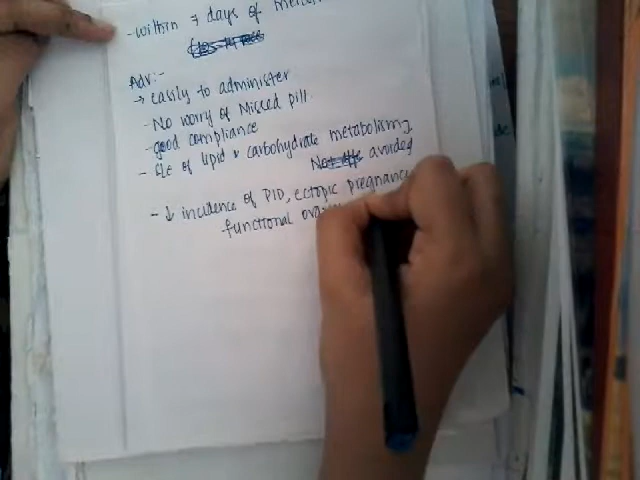 - within 7 days of
Adv:-
→ easily to administer
- No worry of Missed pill.
- good compliance
- S/E of lipid & carbohydrate metabolism
avoided
- ↓ incidence of PID, ectopic pregnancy
functional